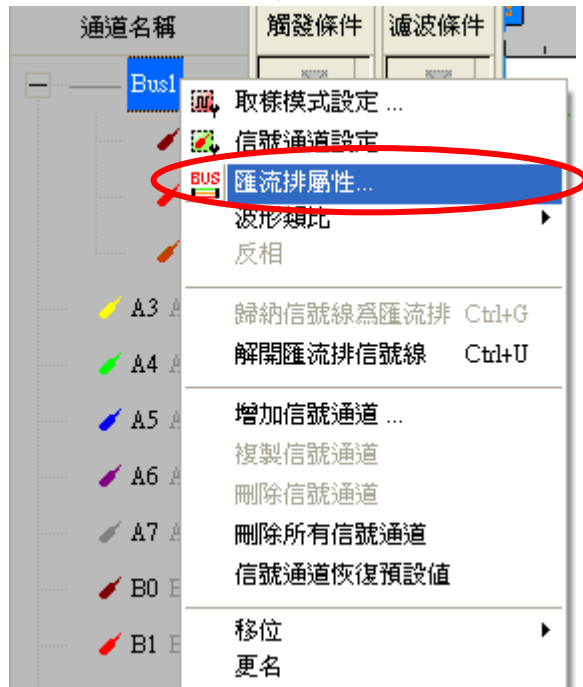 通道名稱 觸發條件 濾波條件
Bus1
取樣模式設定 ...
信號通道設定
BUS 匯流排屬性...
波形類比
反相
A3
歸納信號線爲匯流排 Ctrl+G
A4
解開匯流排信號線 Ctrl+U
A5
增加信號通道 ...
A6
複製信號通道
刪除信號通道
A7
刪除所有信號通道
B0
信號通道恢復預設值
B1
移位
更名